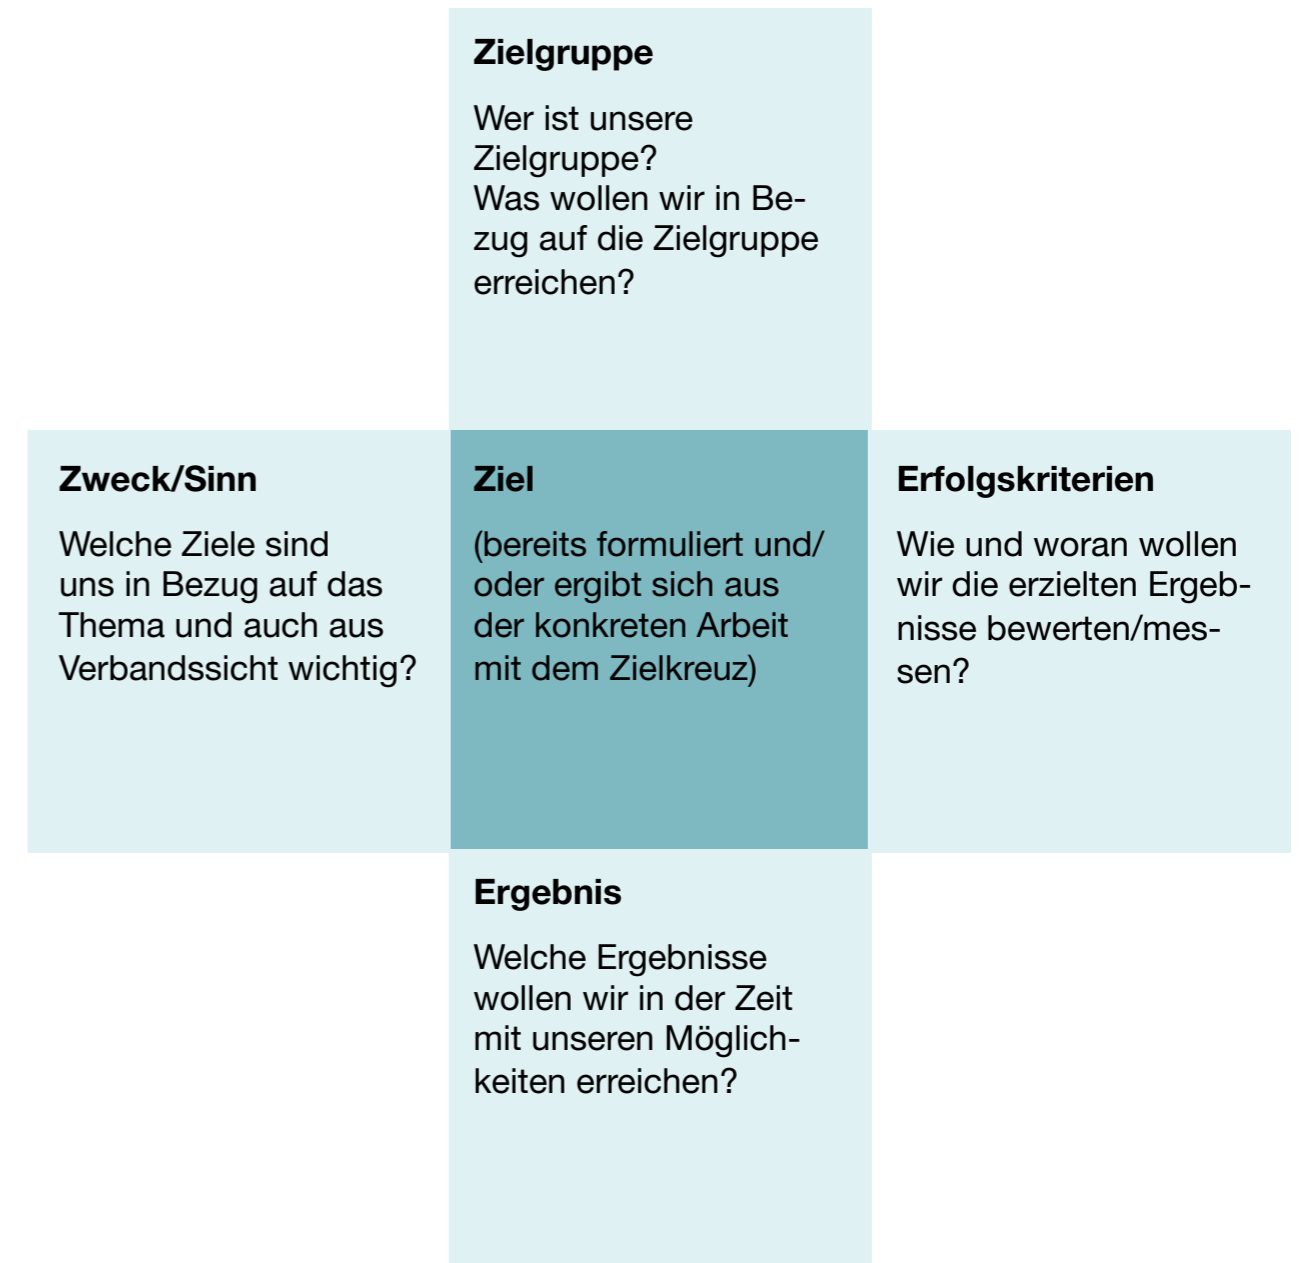 Zielgruppe
Wer ist unsere
Zielgruppe?
Was wollen wir in Be-
zug auf die Zielgruppe
erreichen?
Zweck/Sinn
Welche Ziele sind
uns in Bezug auf das
Thema und auch aus
Verbandssicht wichtig?
Ziel
(bereits formuliert und/
oder ergibt sich aus
der konkreten Arbeit
mit dem Zielkreuz)
Erfolgskriterien
Wie und woran wollen
wir die erzielten Ergeb-
nisse bewerten/mes-
sen?
Ergebnis
Welche Ergebnisse
wollen wir in der Zeit
mit unseren Möglich-
keiten erreichen?